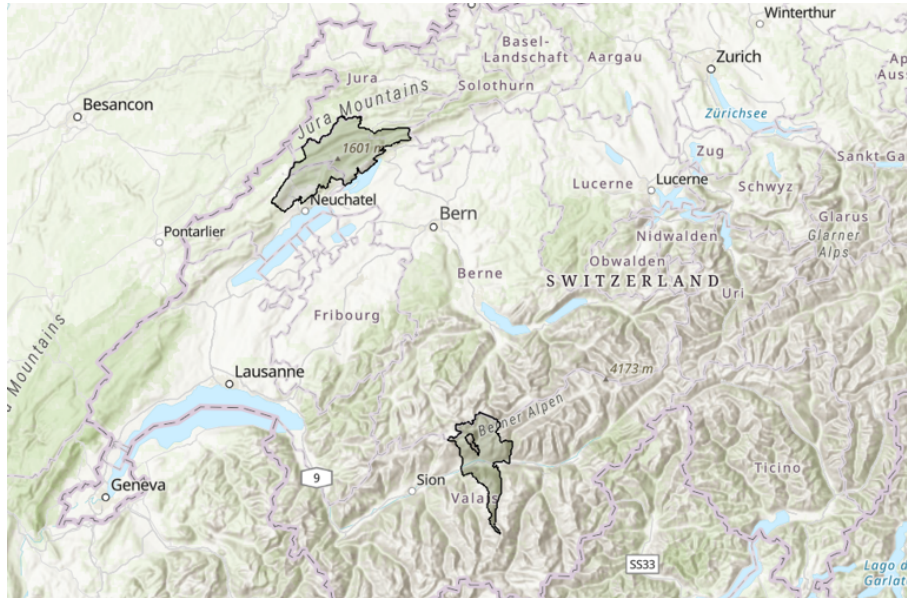 Winterthur
Basel-
Landschaft
Aargau
Zurich
Jura
Solothurn
Besancon
Jura Mountains
Zürichsee
1601 m
Zug
Sankt Ga
Lucerne
Lucerne
Schwyz
Neuchatel
Bern
Pontarlier
Nidwalden
Glarus
Glarner
Alps
Obwalden
Berne
SWITZERLAND
Uri
Fribourg
Mountains
4173 m
Lausanne
Berner Alpen
9
Sion
Valais
Ticino
Geneva
SS33
Lago d
Garlat